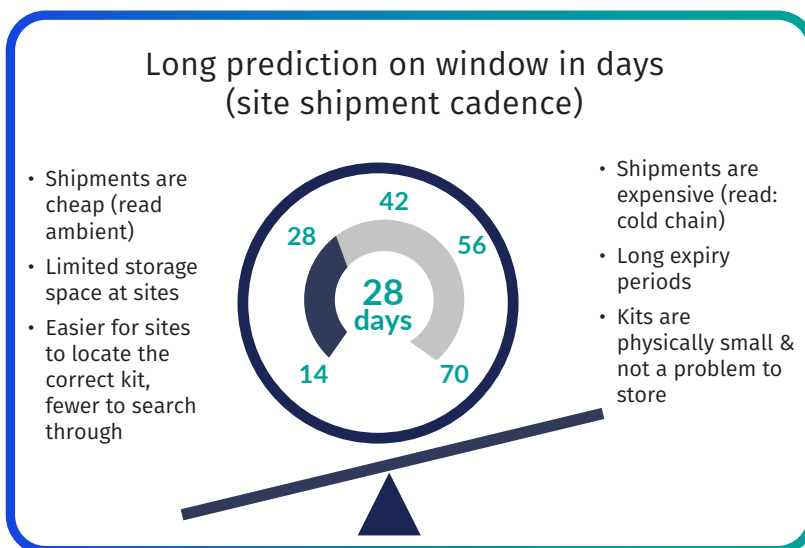 Long prediction on window in days
(site shipment cadence)
• Shipments are
cheap (read
ambient)
• Limited storage
space at sites
• Easier for sites
to locate the
correct kit,
fewer to search
through
14
28
42
56
70
28
days
• Shipments are
expensive (read:
cold chain)
• Long expiry
periods
• Kits are
physically small &
not a problem to
store